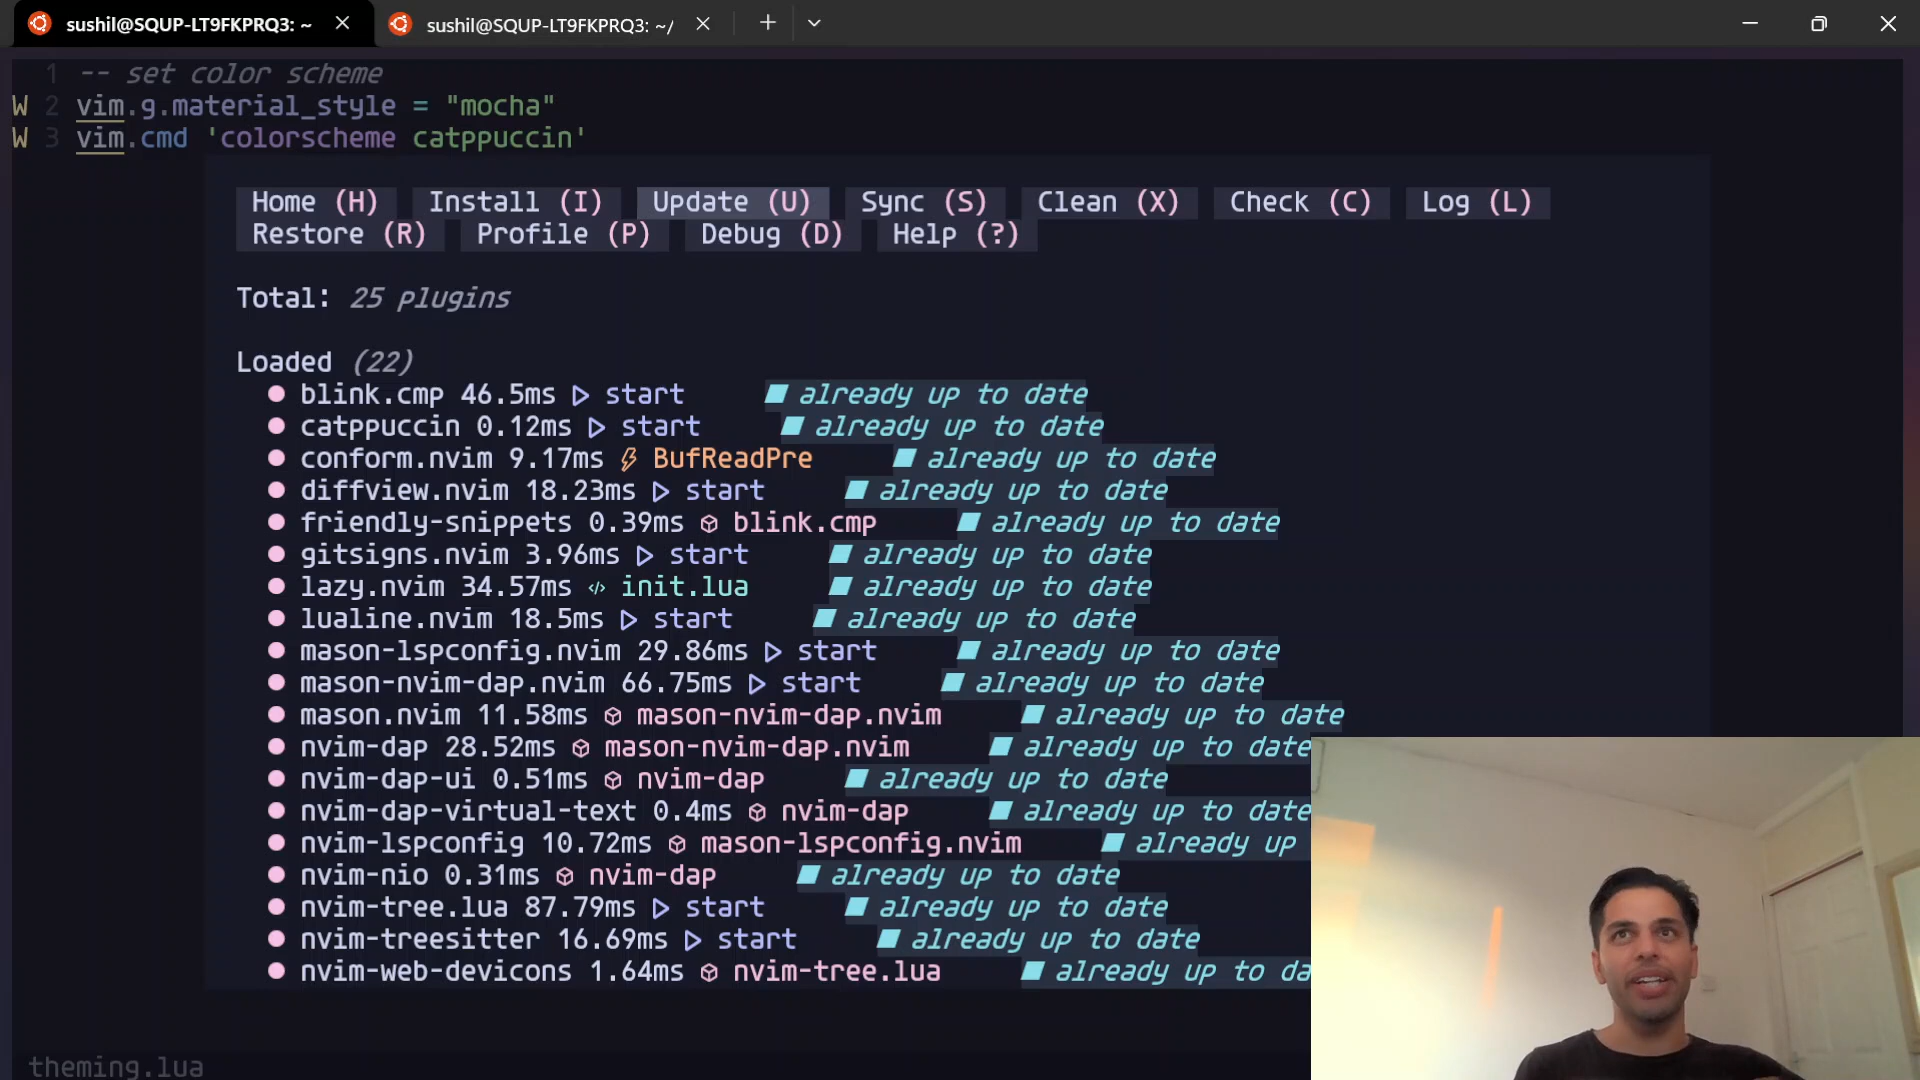 sushil@SQUP-LT9FKPRQ3: ~
sushil@SQUP-LT9FKPRQ3: ~/
1 -- set color scheme
W 2 vim.g.material_style = "mocha"
W 3 vim.cmd 'colorscheme catppuccin'
Home (H) Install (I) Update (U) Sync (S) Clean (X) Check (C) Log (L)
Restore (R) Profile (P) Debug (D) Help (?)
Total: 25 plugins
Loaded (22)
● blink.cmp 46.5ms ▷ start ■ already up to date
● catppuccin 0.12ms ▷ start ■ already up to date
● conform.nvim 9.17ms BufReadPre ■ already up to date
● diffview.nvim 18.23ms ▷ start ■ already up to date
● friendly-snippets 0.39ms blink.cmp ■ already up to date
● gitsigns.nvim 3.96ms ▷ start ■ already up to date
● lazy.nvim 34.57ms </> init.lua ■ already up to date
● lualine.nvim 18.5ms ▷ start ■ already up to date
● mason-lspconfig.nvim 29.86ms ▷ start ■ already up to date
● mason-nvim-dap.nvim 66.75ms ▷ start ■ already up to date
● mason.nvim 11.58ms mason-nvim-dap.nvim ■ already up to date
● nvim-dap 28.52ms mason-nvim-dap.nvim ■ already up to date
● nvim-dap-ui 0.51ms nvim-dap ■ already up to date
● nvim-dap-virtual-text 0.4ms nvim-dap ■ already up to date
● nvim-lspconfig 10.72ms mason-lspconfig.nvim ■ already up
● nvim-nio 0.31ms nvim-dap ■ already up to date
● nvim-tree.lua 87.79ms ▷ start ■ already up to date
● nvim-treesitter 16.69ms ▷ start ■ already up to date
● nvim-web-devicons 1.64ms nvim-tree.lua ■ already up to da
theming.lua